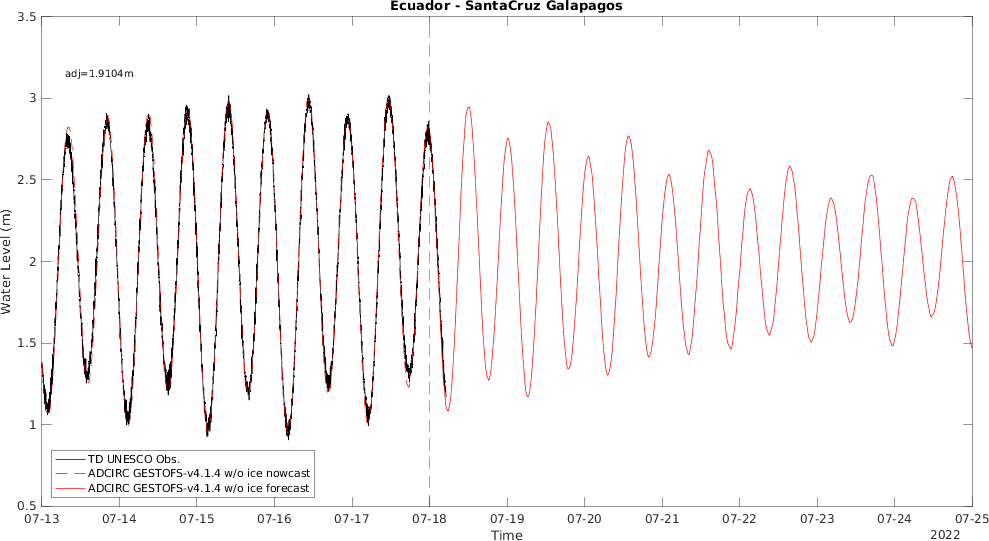 Ecuador - SantaCruz Galapagos
3.5
adj=1.9104m
3
2.5
2
Water Level (m)
1.5
1
TD UNESCO Obs.
ADCIRC GESTOFS-v4.1.4 w/o ice nowcast
ADCIRC GESTOFS-v4.1.4 w/o ice forecast
0.5
07-13 07-14 07-15 07-16 07-17 07-18 07-19 07-20 07-21 07-22 07-23 07-24 07-25
Time
2022